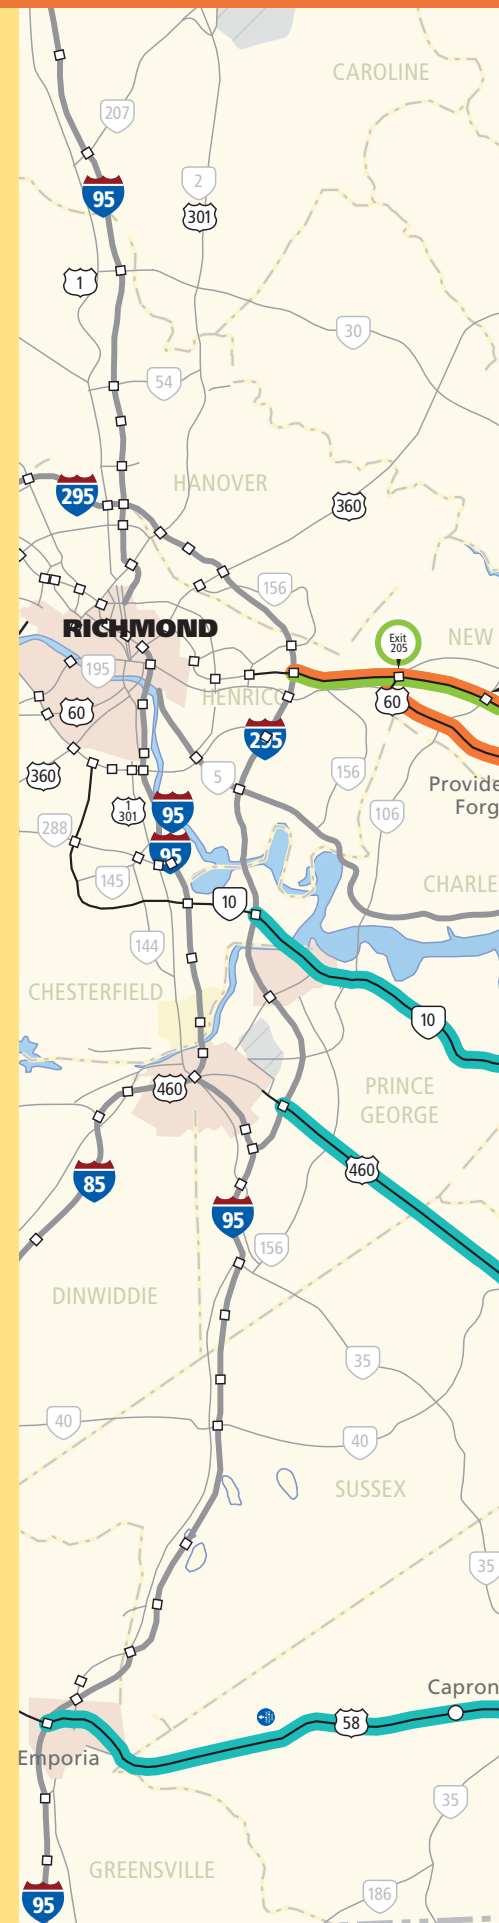 CAROLINE
207
2
95
301
1
30
54
HANOVER
295
360
156
RICHMOND
Exit
205
NEW
195
HENRICO
60
60
295
360
5
156
Provide
Forg
1
301
95
106
288
95
145
CHARLE
10
144
CHESTERFIELD
10
460
PRINCE
GEORGE
460
85
95
156
DINWIDDIE
35
40
40
SUSSEX
35
Capron
58
Emporia
35
GREENSVILLE
186
95